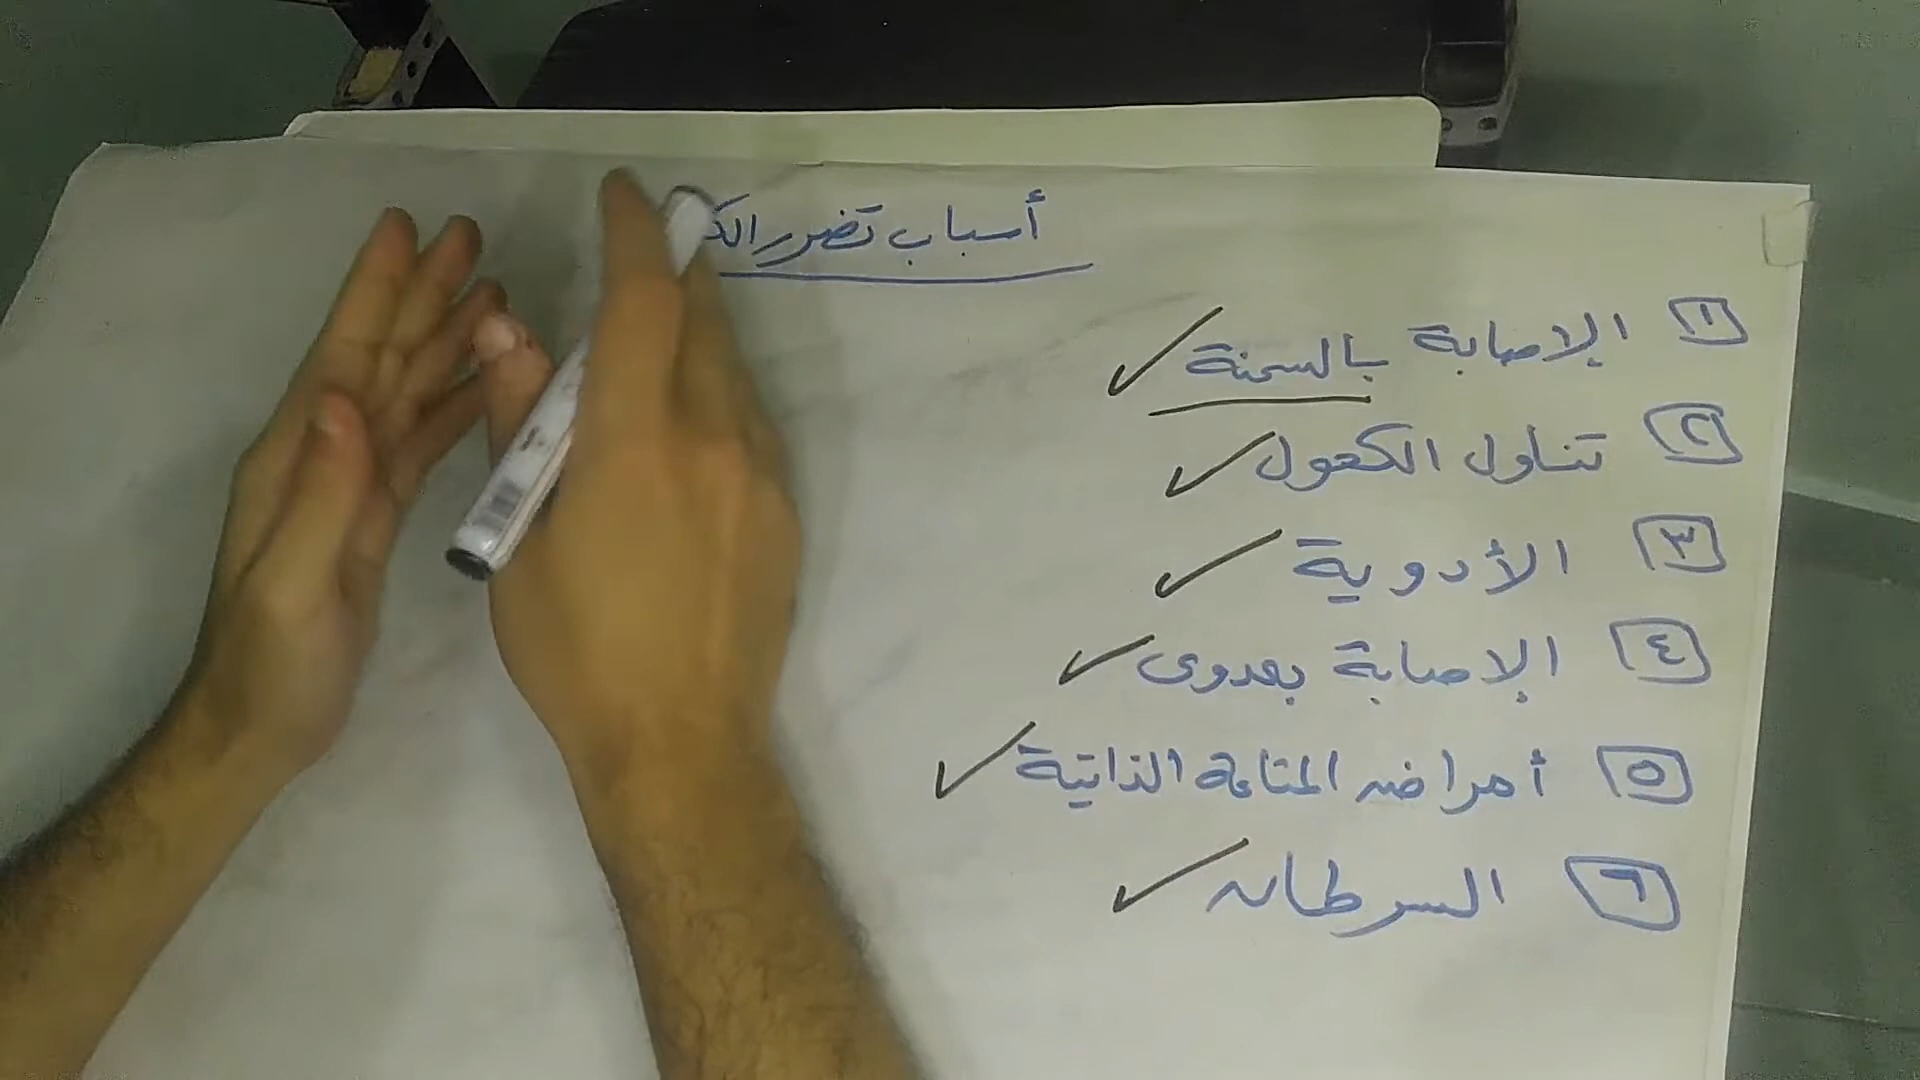 أسباب تضرر
١ الإصابة بالسمنة
٢ تناول الكحول
٣ الأدوية
٤ الإصابة بعدوى
٥ أمراض المناعة الذاتية
٦ السرطان